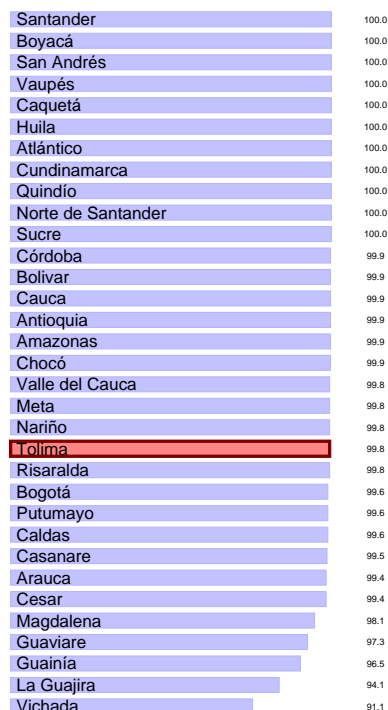 Santander 100.0
Boyacá 100.0
San Andrés 100.0
Vaupés 100.0
Caquetá 100.0
Huila 100.0
Atlántico 100.0
Cundinamarca 100.0
Quindío 100.0
Norte de Santander 100.0
Sucre 100.0
Córdoba 99.9
Bolivar 99.9
Cauca 99.9
Antioquia 99.9
Amazonas 99.9
Chocó 99.9
Valle del Cauca 99.8
Meta 99.8
Nariño 99.8
Tolima 99.8
Risaralda 99.8
Bogotá 99.6
Putumayo 99.6
Caldas 99.6
Casanare 99.5
Arauca 99.4
Cesar 99.4
Magdalena 98.1
Guaviare 97.3
Guainía 96.5
La Guajira 94.1
Vichada 91.1